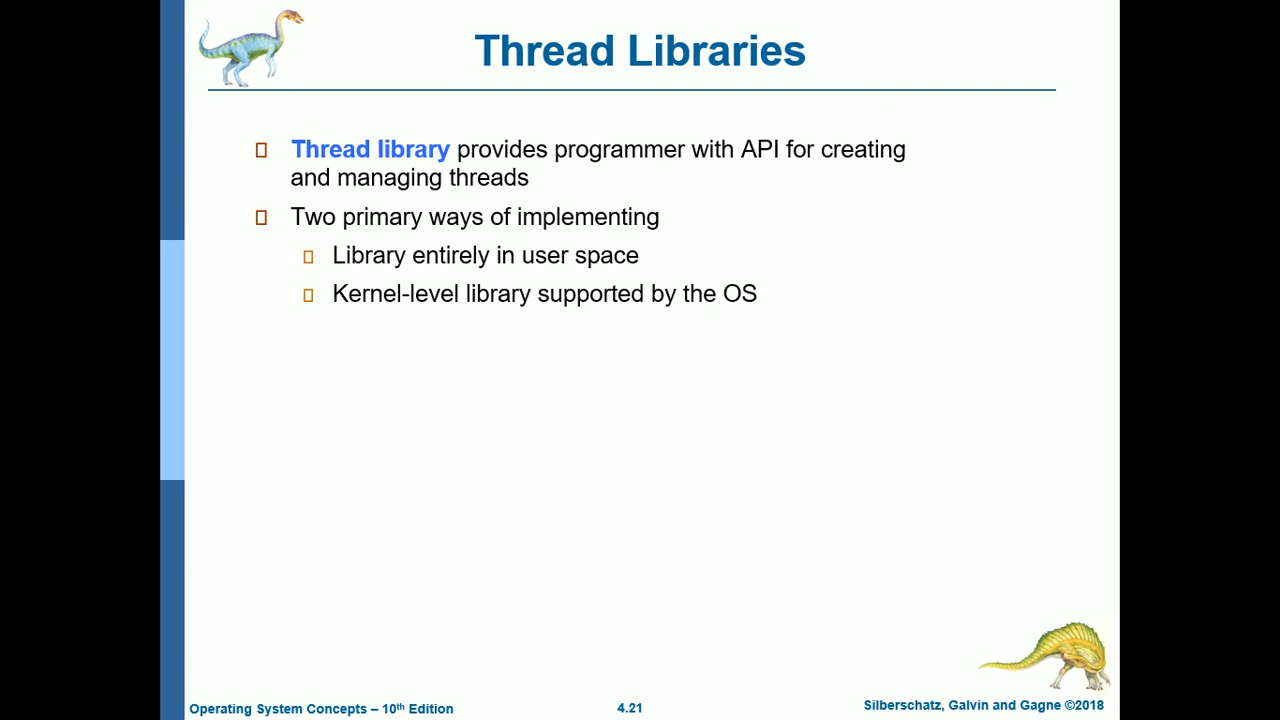 Thread Libraries
Thread library provides programmer with API for creating
and managing threads
Two primary ways of implementing
Library entirely in user space
Kernel-level library supported by the OS
Operating System Concepts – 10th Edition
4.21
Silberschatz, Galvin and Gagne ©2018